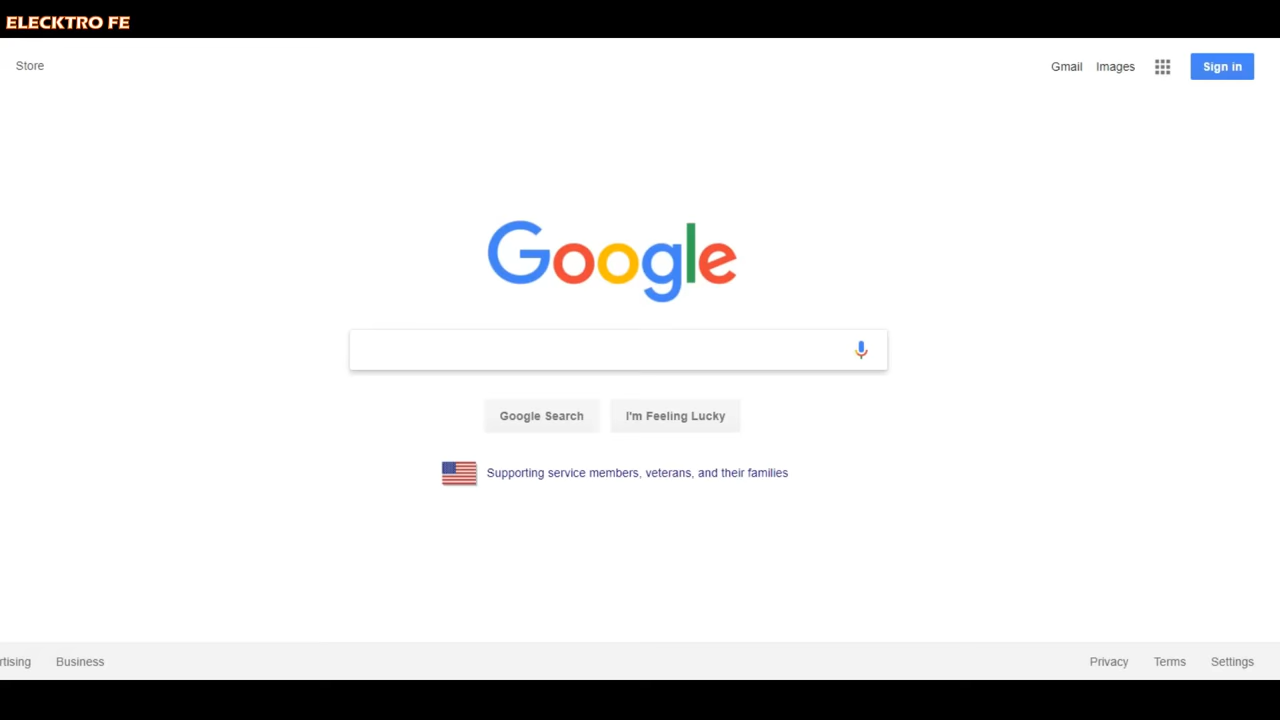 ELECKTRO FE
Store
Gmail Images
Sign in
Google
Google Search
I'm Feeling Lucky
Supporting service members, veterans, and their families
rtising Business
Privacy Terms Settings